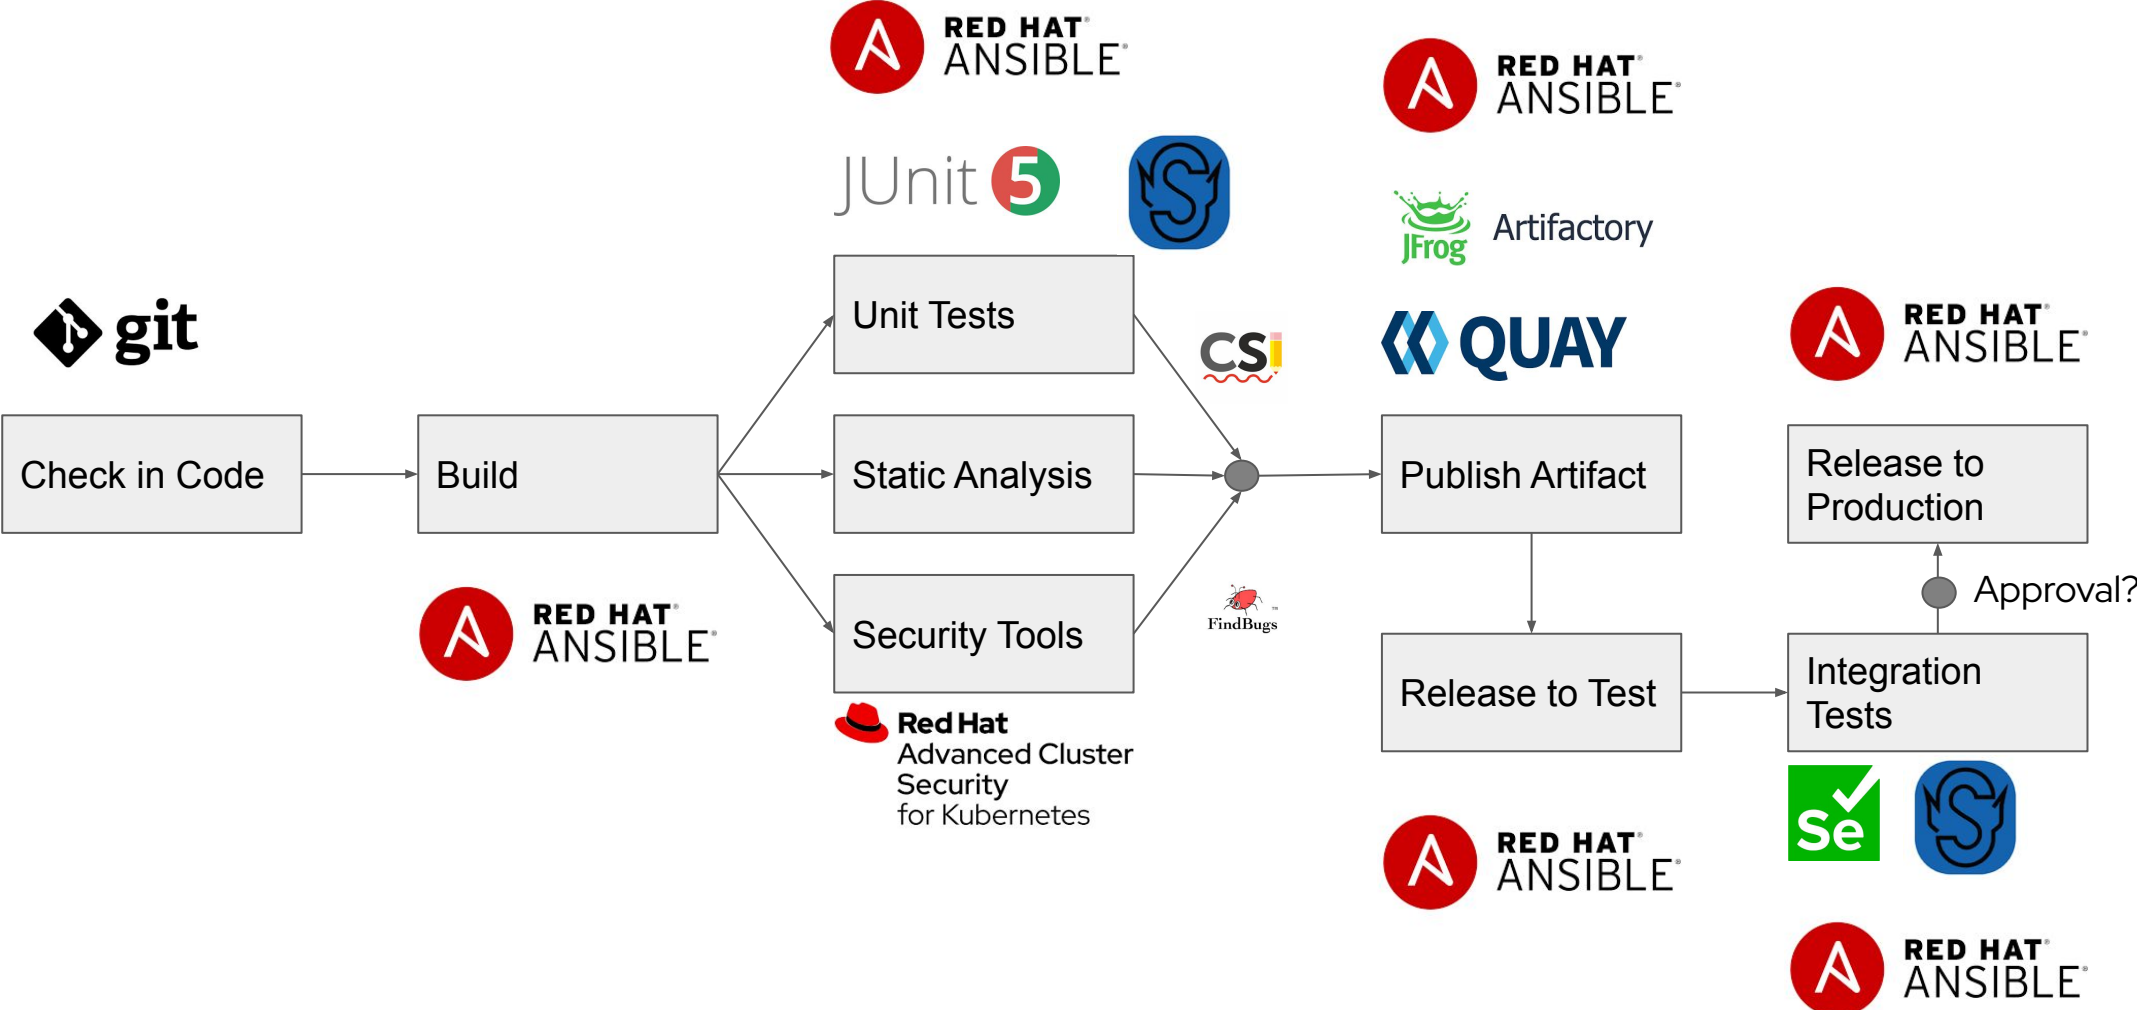 RED HAT
ANSIBLE
RED HAT
ANSIBLE
JUnit 5
S
JFrog
Artifactory
git
Unit Tests
CSi
QUAY
RED HAT
ANSIBLE
Check in Code
Build
Static Analysis
Publish Artifact
Release to
Production
Approval?
RED HAT
ANSIBLE
Security Tools
FindBugs
™
Release to Test
Integration
Tests
Red Hat
Advanced Cluster
Security
for Kubernetes
Se
S
RED HAT
ANSIBLE
RED HAT
ANSIBLE